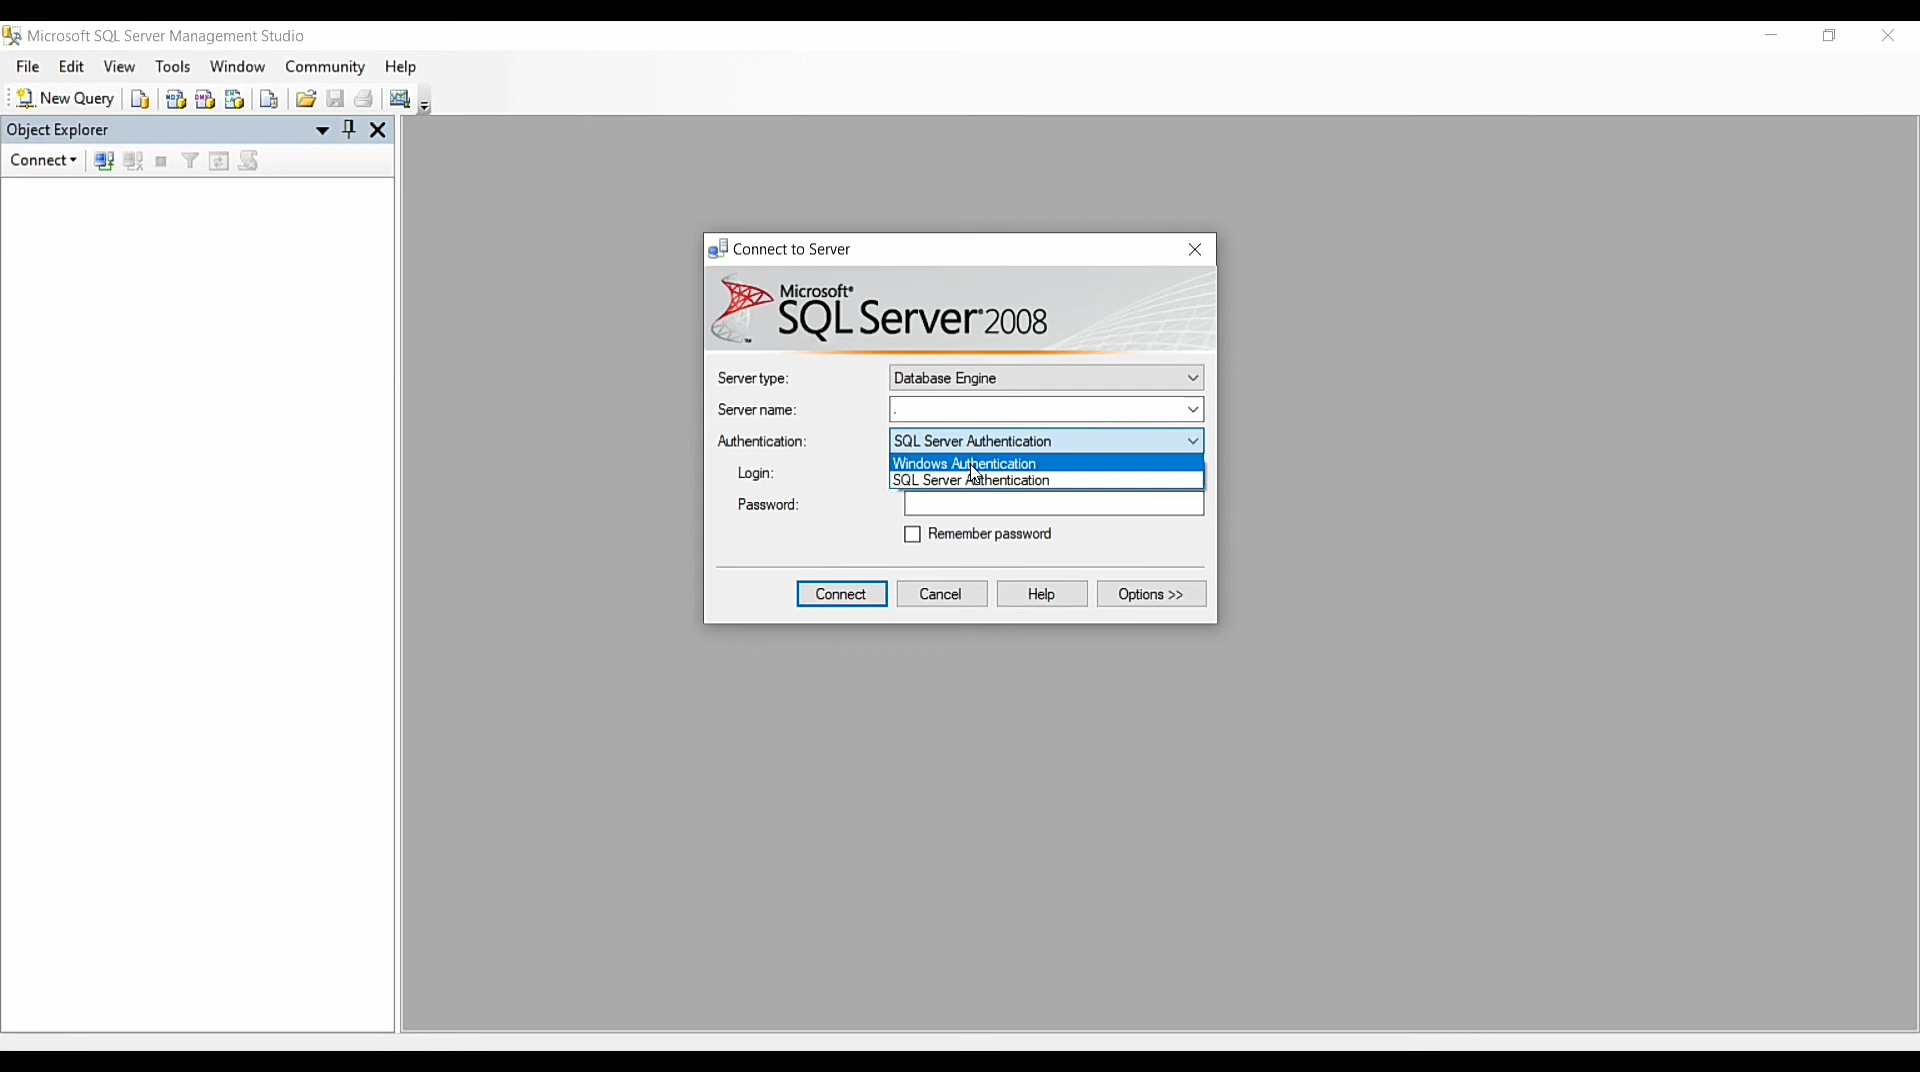 Microsoft SQL Server Management Studio
File Edit View Tools Window Community Help
New Query
Object Explorer
Connect
Connect to Server
Microsoft®
SQL Server® 2008
Server type: Database Engine
Server name: .
Authentication: SQL Server Authentication
Windows Authentication
Login:
SQL Server Authentication
Password:
Remember password
Connect Cancel Help Options >>